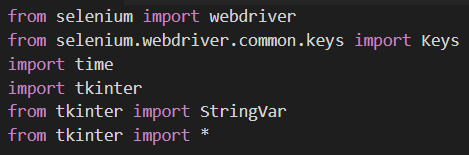 from selenium import webdriver
from selenium.webdriver.common.keys import Keys
import time
import tkinter
from tkinter import StringVar
from tkinter import *